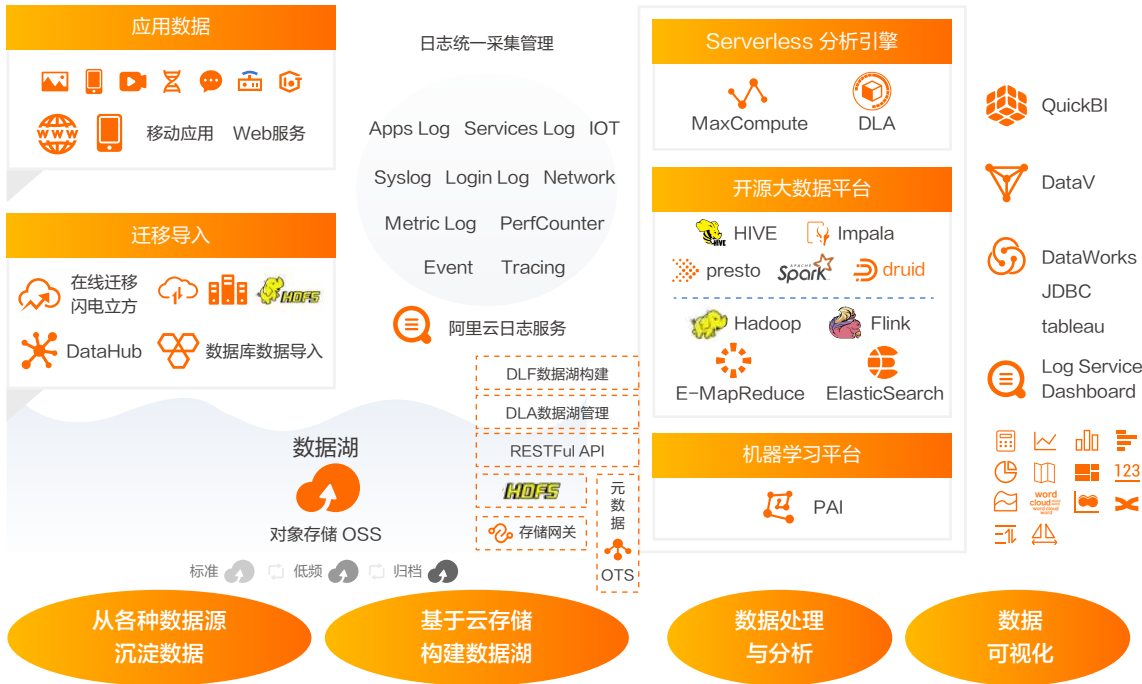 应用数据
WWW
IoT
移动应用 Web服务
迁移导入
在线迁移
闪电立方
HDFS
DataHub
数据库数据导入
日志统一采集管理
Apps Log Services Log IOT
Syslog Login Log Network
Metric Log PerfCounter
Event Tracing
阿里云日志服务
DLF数据湖构建
DLA数据湖管理
RESTFul API
HDFS
存储网关
元数据
OTS
数据湖
对象存储 OSS
标准 低频 归档
Serverless 分析引擎
MaxCompute DLA
开源大数据平台
HIVE
HIVE Impala
presto
APACHE
Spark
druid
Hadoop Flink
E-MapReduce ElasticSearch
机器学习平台
PAI
QuickBI
DataV
DataWorks
JDBC
tableau
Log Service
Dashboard
123
word
cloud
word cloud
word
从各种数据源
沉淀数据
基于云存储
构建数据湖
数据处理
与分析
数据
可视化